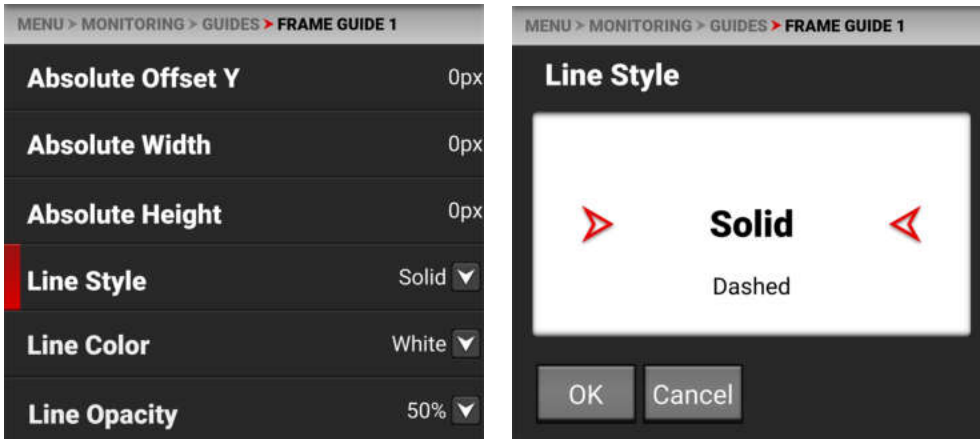 MENU > MONITORING > GUIDES > FRAME GUIDE 1
Absolute Offset Y 0px
Absolute Width 0px
Absolute Height 0px
Line Style Solid
Line Color White
Line Opacity 50%
MENU > MONITORING > GUIDES > FRAME GUIDE 1
Line Style
Solid
Dashed
OK Cancel